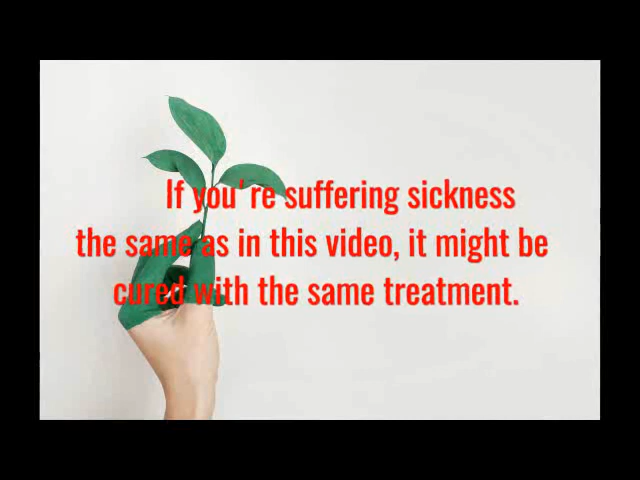 If you're suffering sickness
the same as in this video, it might be
cured with the same treatment.